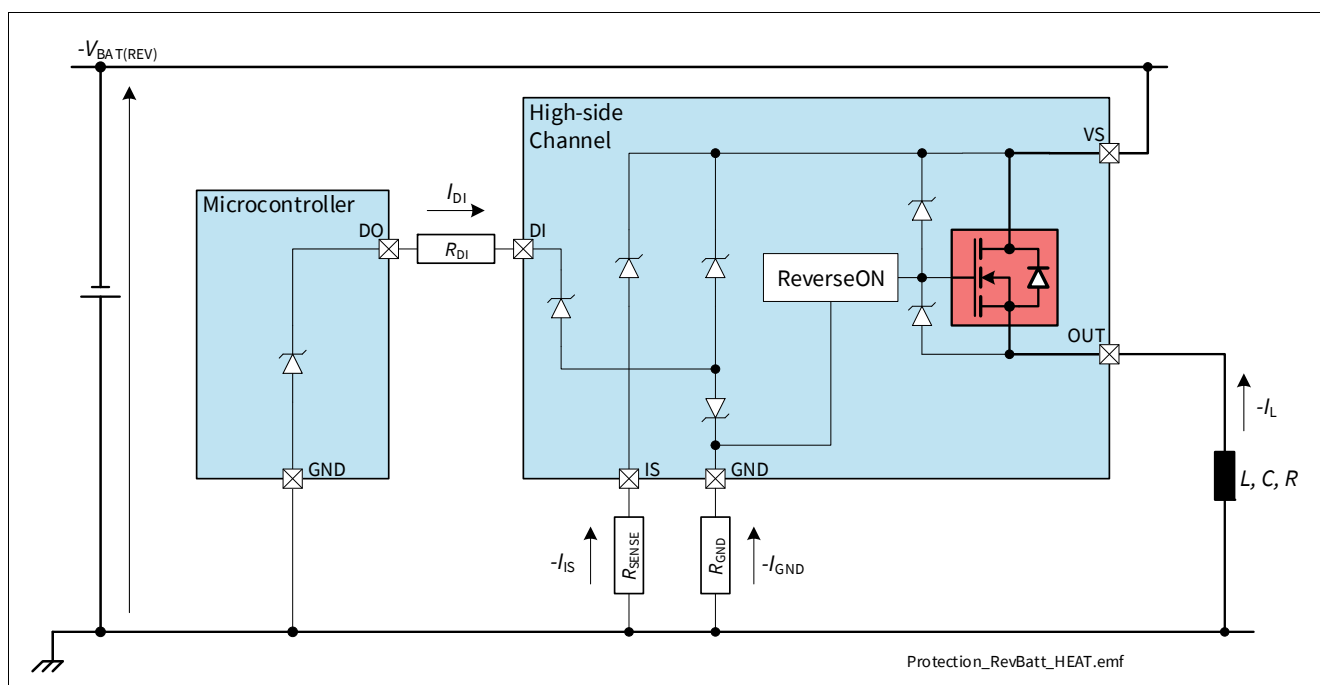 -VBAT(REV)
High-side
Channel
VS
Microcontroller
IDI
DO
RDI
DI
ReverseON
OUT
-IL
GND
IS
GND
L, C, R
-IIS
RSENSE
RGND
-IGND
Protection_RevBatt_HEAT.emf